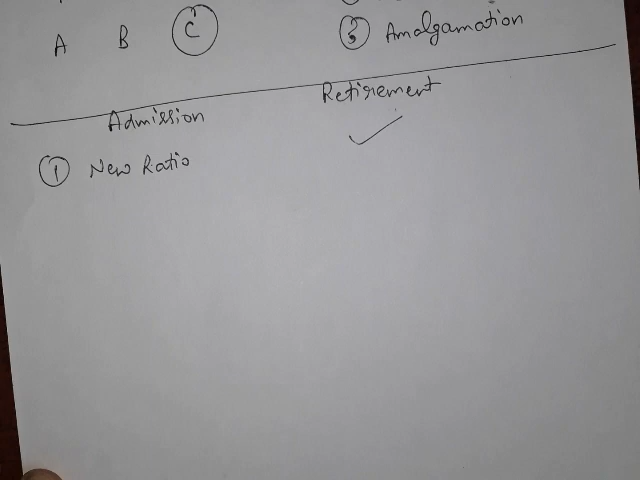 A B C
3 Amalgamation
Admission Retirement
1 New Ratio